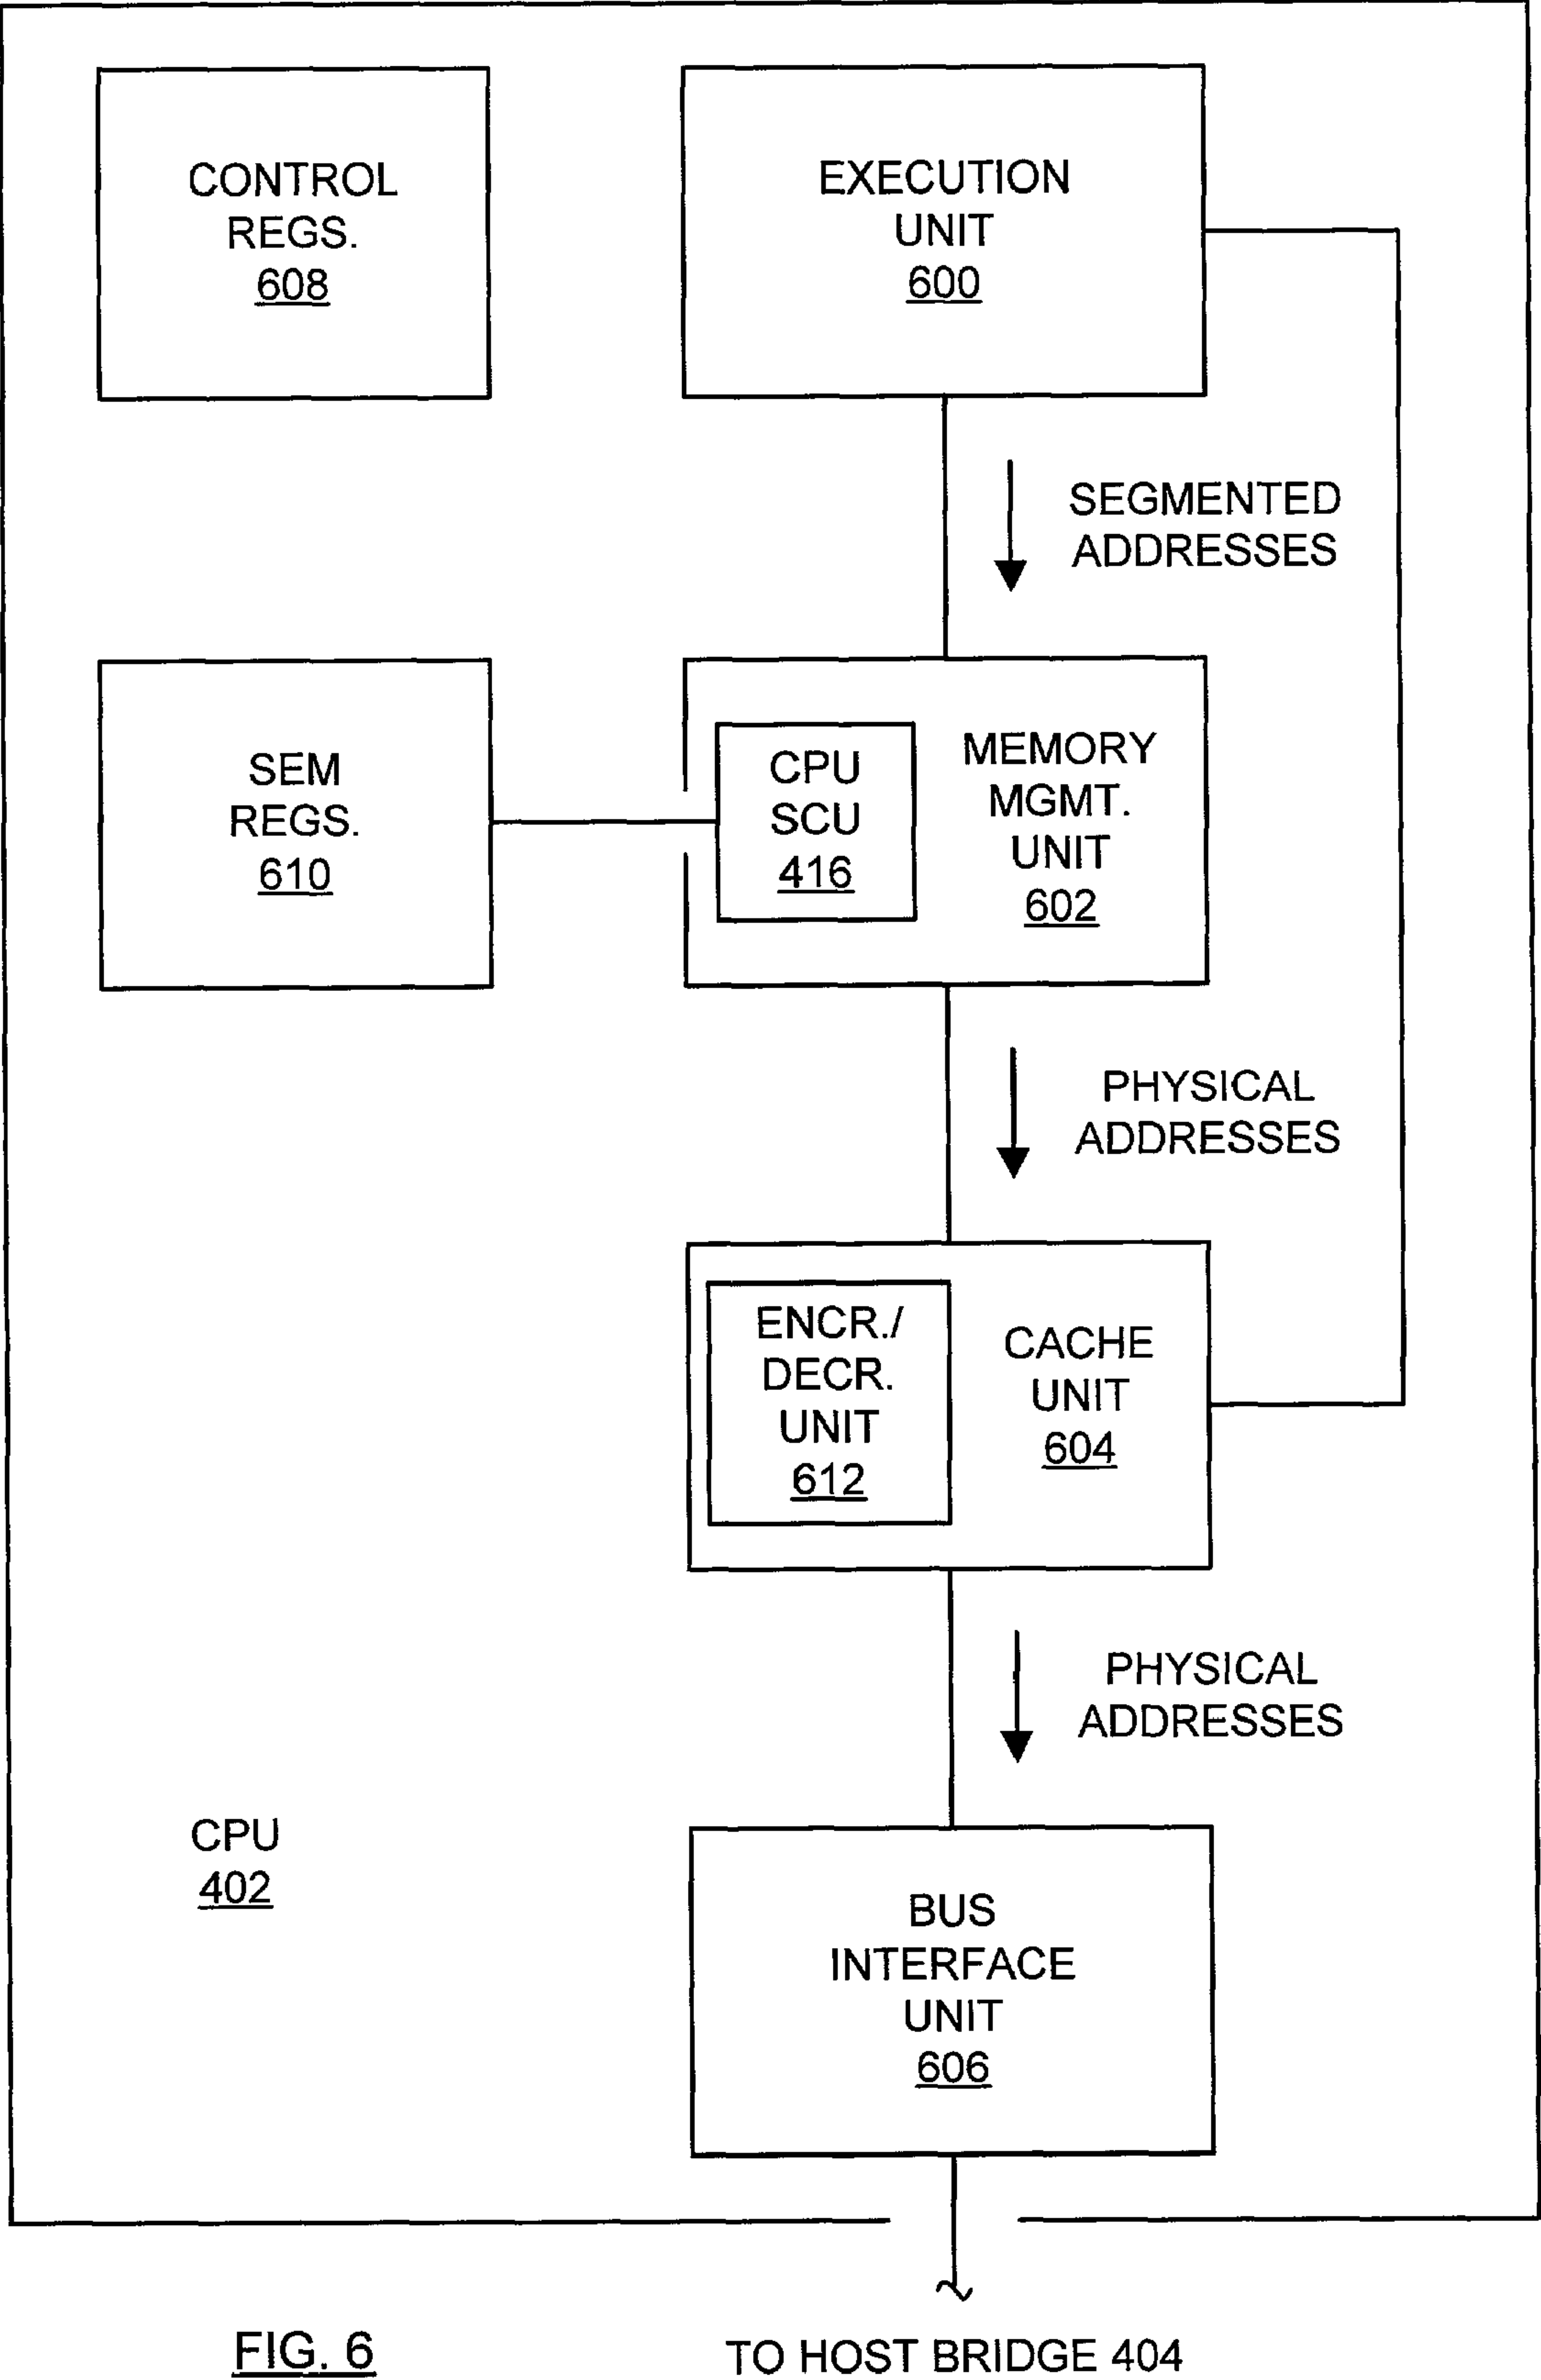 CONTROL
REGS.
608
EXECUTION
UNIT
600
SEGMENTED
ADDRESSES
SEM
REGS.
610
CPU
SCU
416
MEMORY
MGMT.
UNIT
602
PHYSICAL
ADDRESSES
ENCR./
DECR.
UNIT
612
CACHE
UNIT
604
PHYSICAL
ADDRESSES
CPU
402
BUS
INTERFACE
UNIT
606
FIG. 6
TO HOST BRIDGE 404